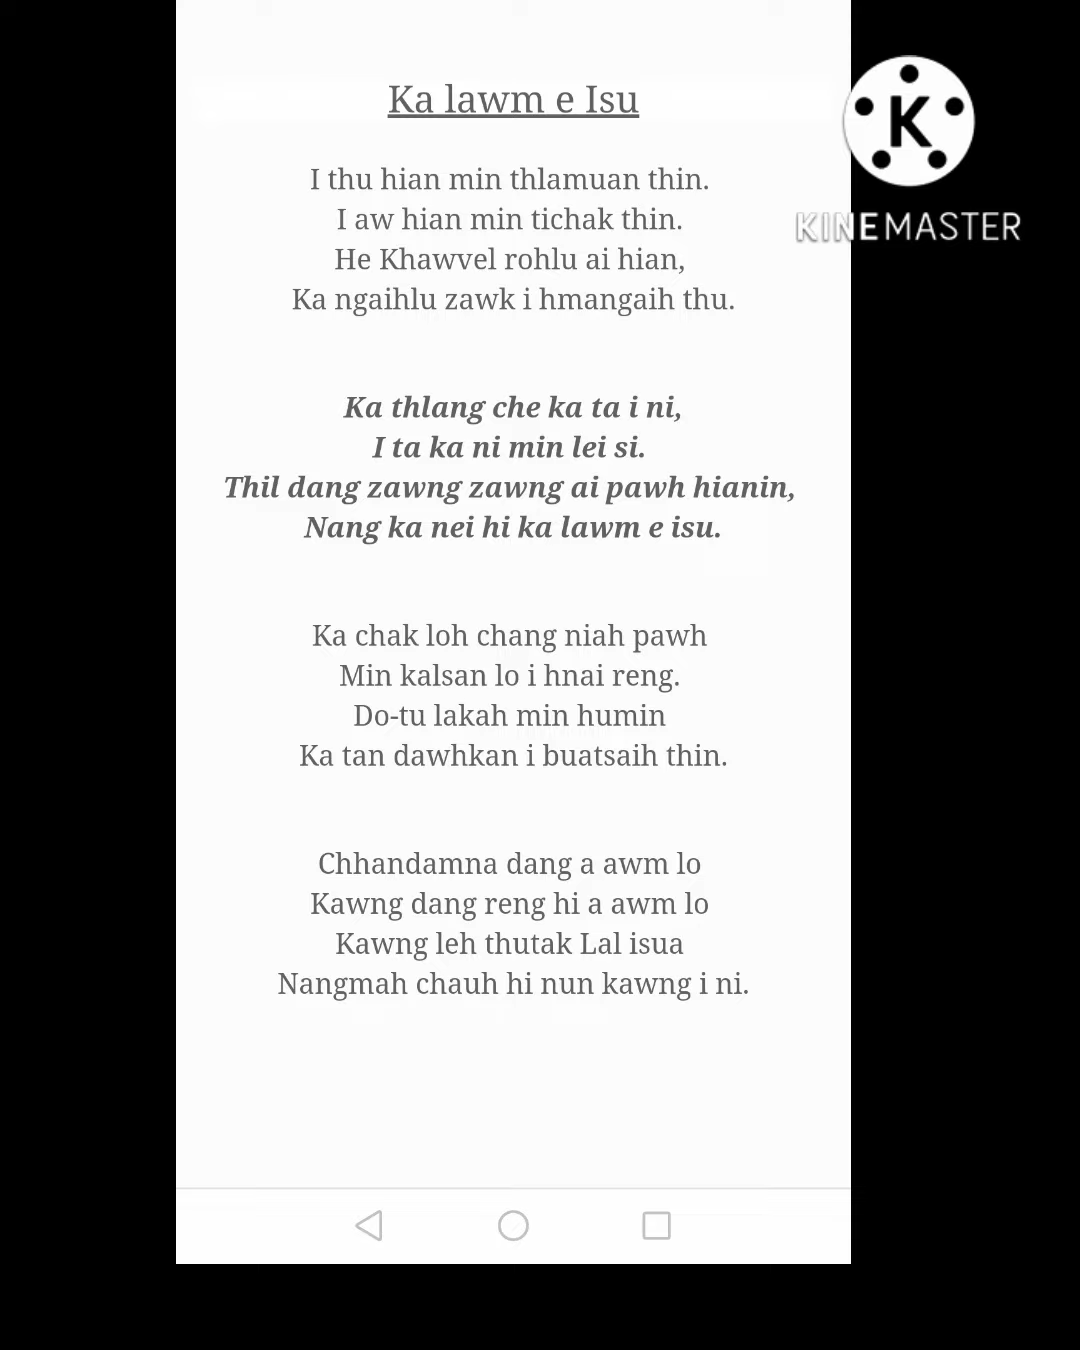 Ka lawm e Isu
I thu hian min thlamuan thin.
I aw hian min tichak thin.
He Khawvel rohlu ai hian,
Ka ngaihlu zawk i hmangaih thu.
Ka thlang che ka ta i ni,
I ta ka ni min lei si.
Thil dang zawng zawng ai pawh hianin,
Nang ka nei hi ka lawm e isu.
Ka chak loh chang niah pawh
Min kalsan lo i hnai reng.
Do-tu lakah min humin
Ka tan dawhkan i buatsaih thin.
Chhandamna dang a awm lo
Kawng dang reng hi a awm lo
Kawng leh thutak Lal isua
Nangmah chauh hi nun kawng i ni.
K
KINEMASTER